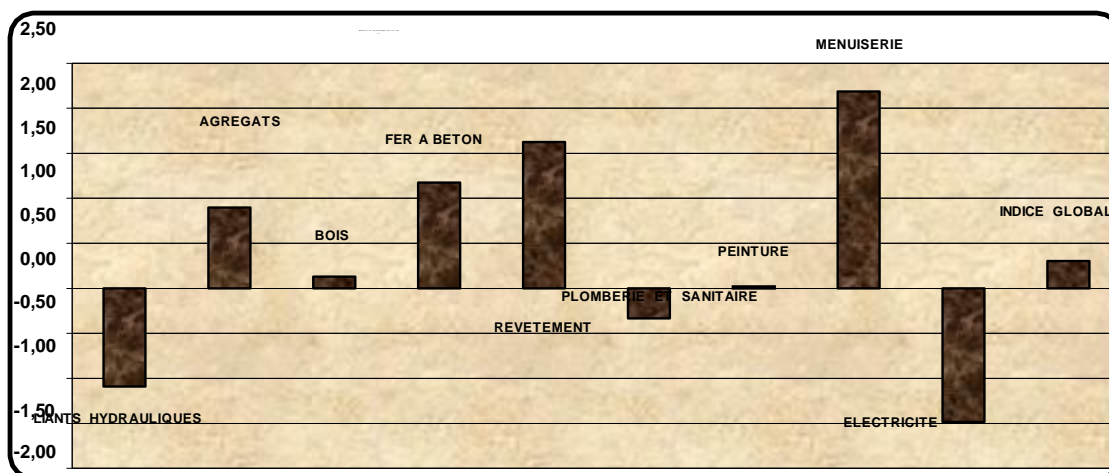 2,50
MENUISERIE
2,00
1,50
AGREGATS
FER A BETON
1,00
0,50
INDICE GLOBAL
BOIS
PEINTURE
0,00
-0,50
PLOMBERIE ET SANITAIRE
REVETEMENT
-1,00
-1,50
LIANTS HYDRAULIQUES
ELECTRICITE
-2,00